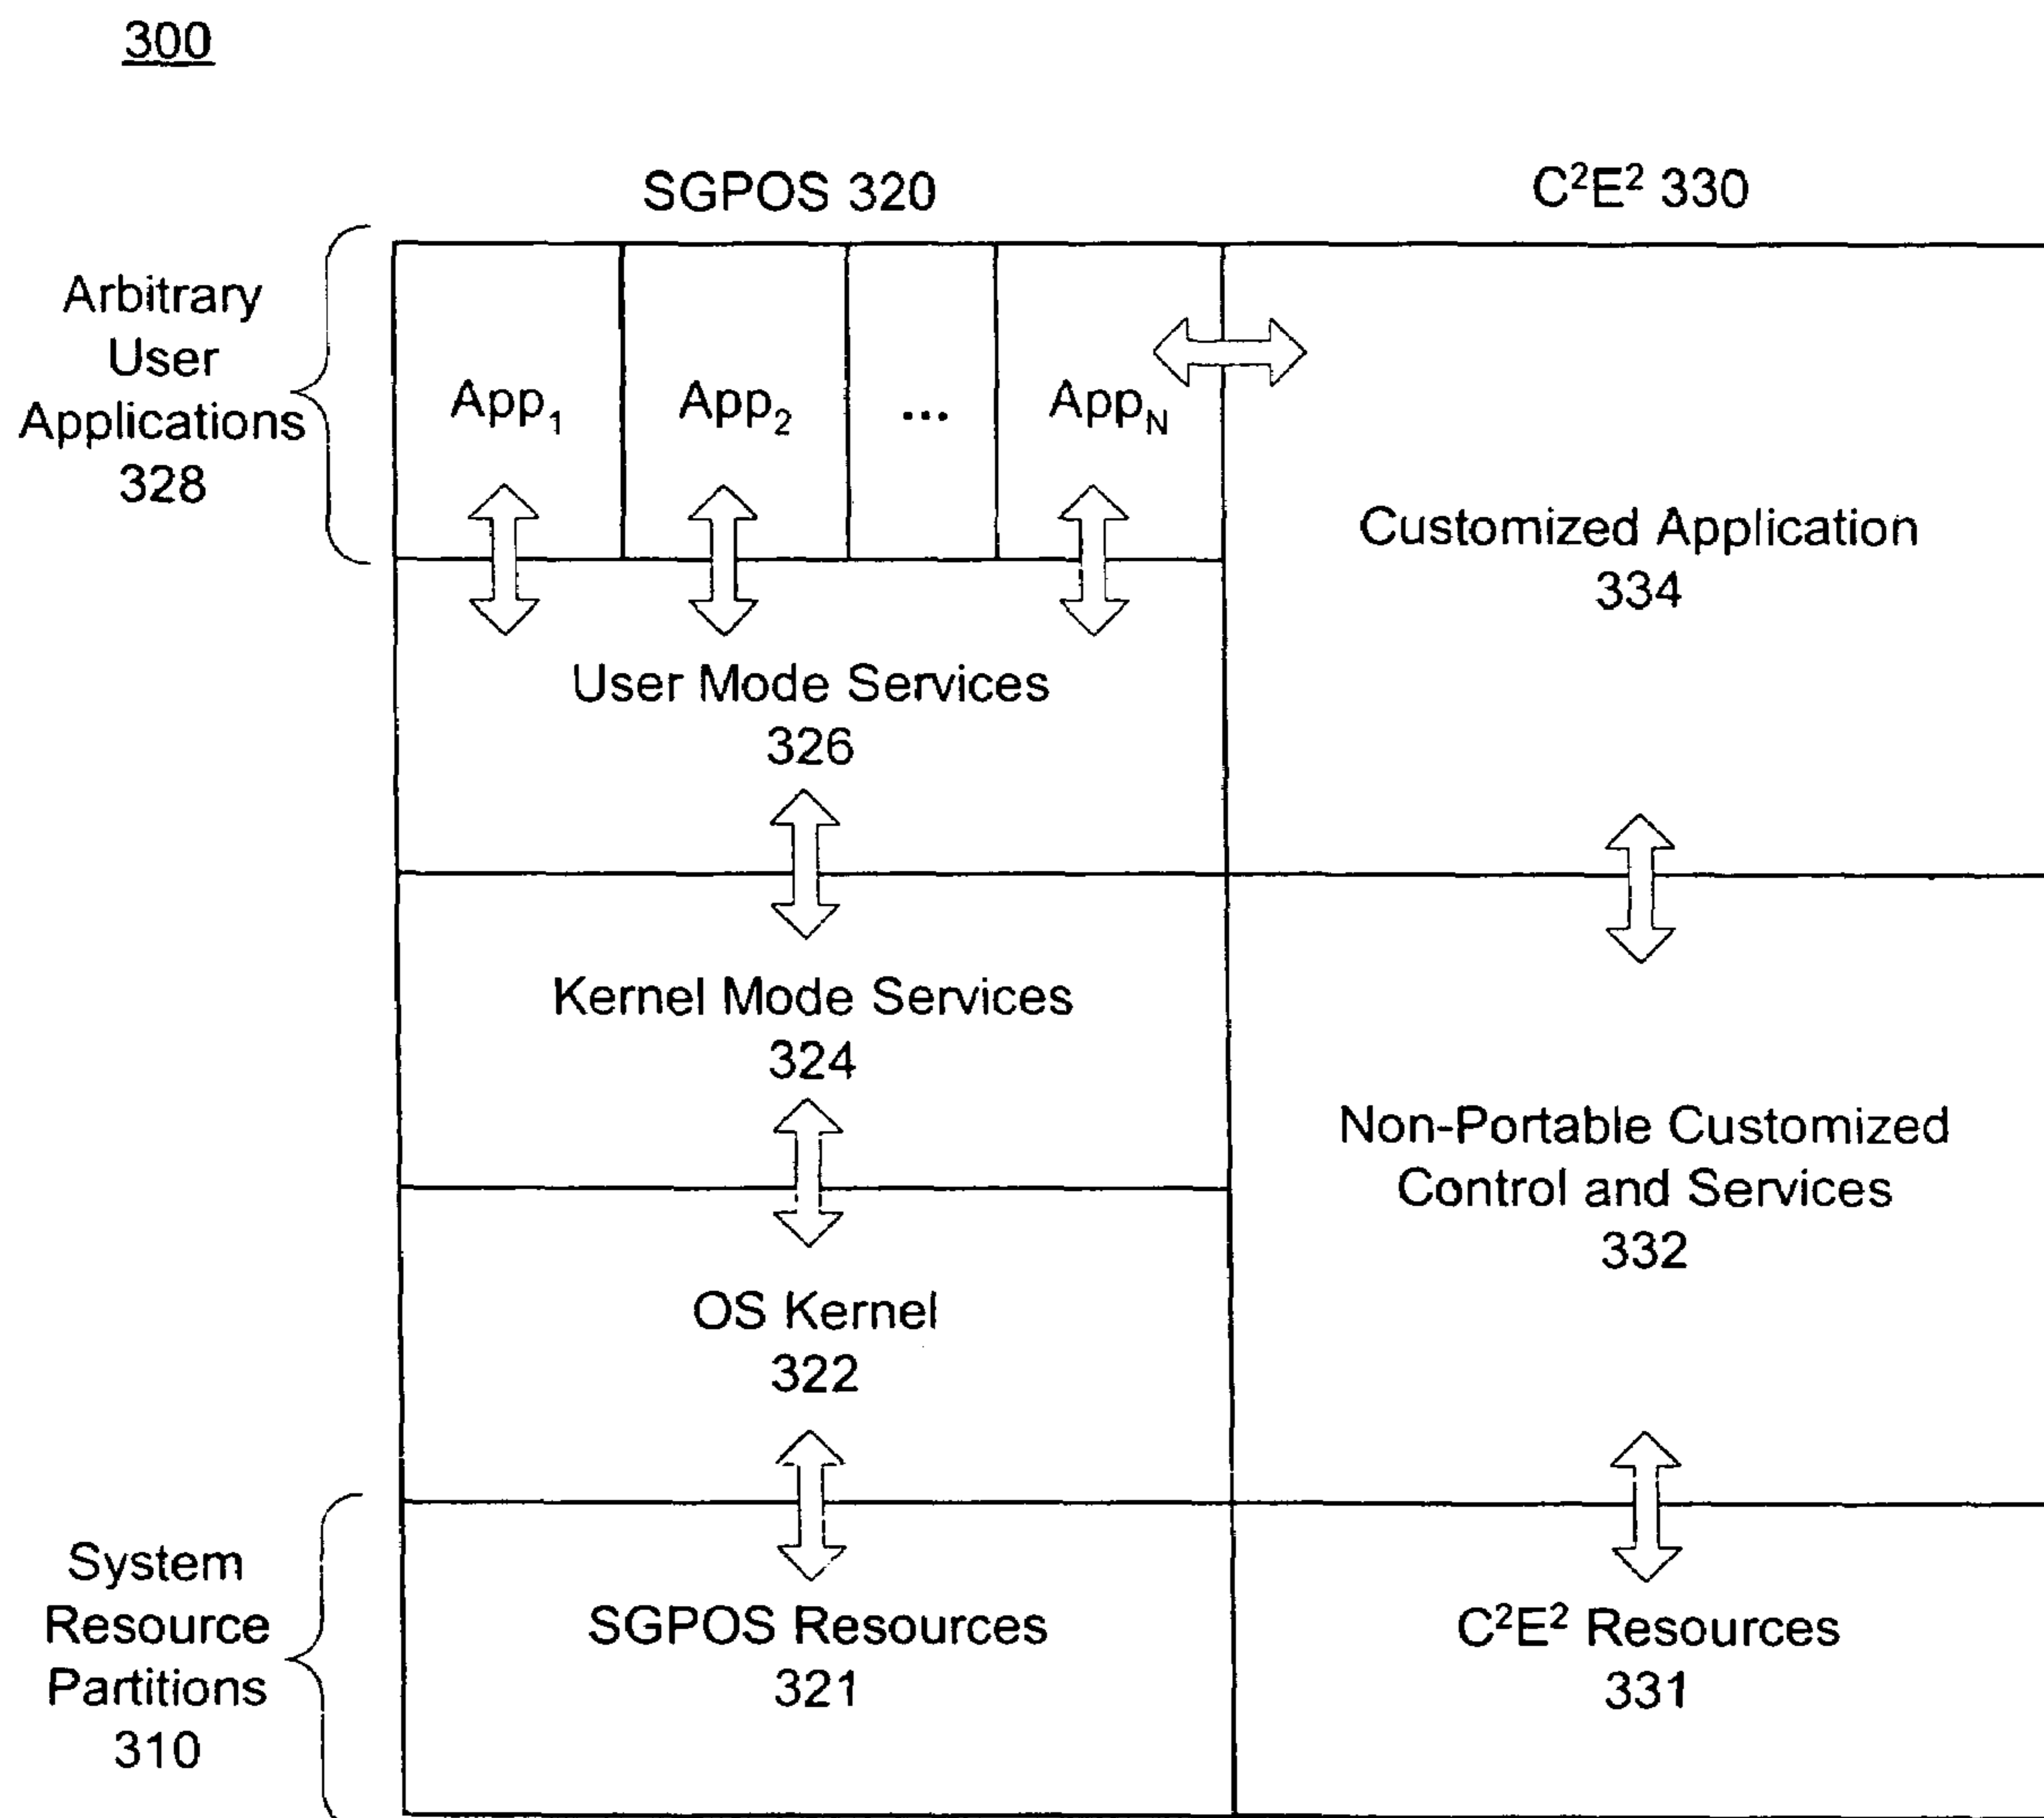 300
SGPOS 320
C²E² 330
Arbitrary
User
Applications
328
App₁
App₂
...
App_N
Customized Application
334
User Mode Services
326
Kernel Mode Services
324
Non-Portable Customized
Control and Services
332
OS Kernel
322
System
Resource
Partitions
310
SGPOS Resources
321
C²E² Resources
331